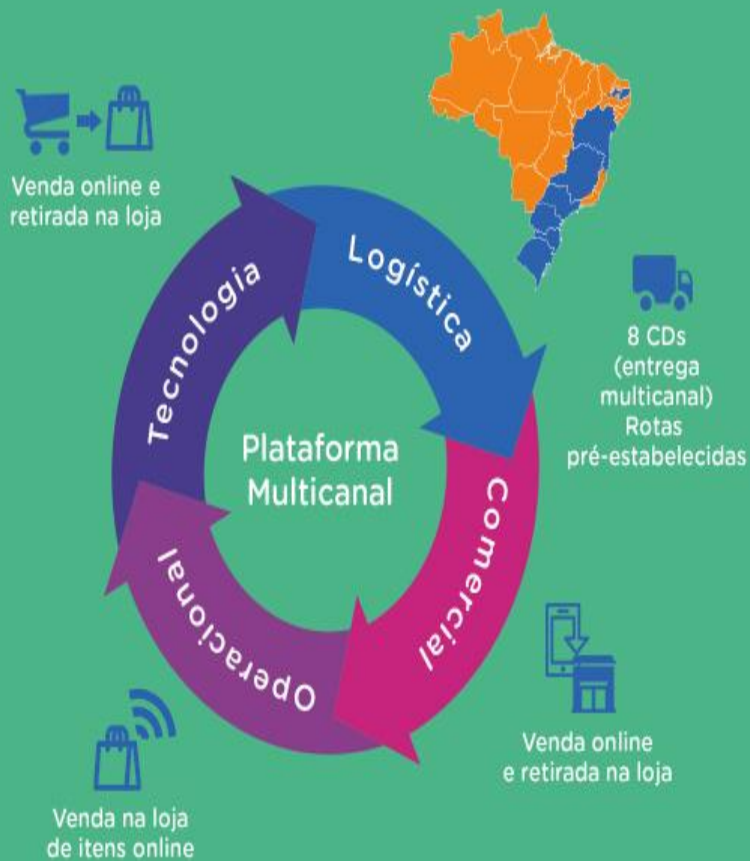 Venda online e
retirada na loja
Logística
Tecnologia
8 CDs
(entrega
multicanal)
Rotas
pré-estabelecidas
Plataforma
Multicanal
Comercial
Operacional
Venda online
e retirada na loja
Venda na loja
de itens online